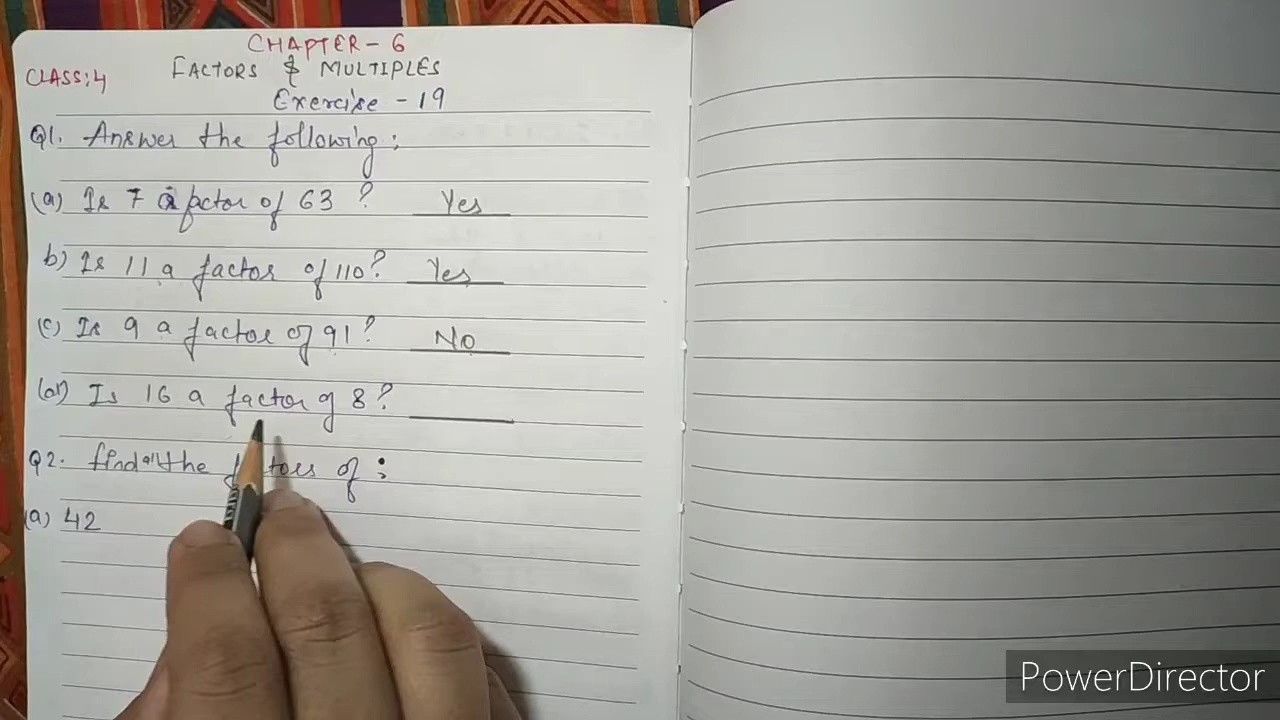 CHAPTER - 6
CLASS: 4 FACTORS & MULTIPLES
Exercise - 19
Q1. Answer the following:
(a) Is 7 a factor of 63? Yes
b) Is 11 a factor of 110? Yes
(c) Is 9 a factor of 91? No
(d) Is 16 a factor of 8?
Q2. find all the factors of :
(a) 42
PowerDirector